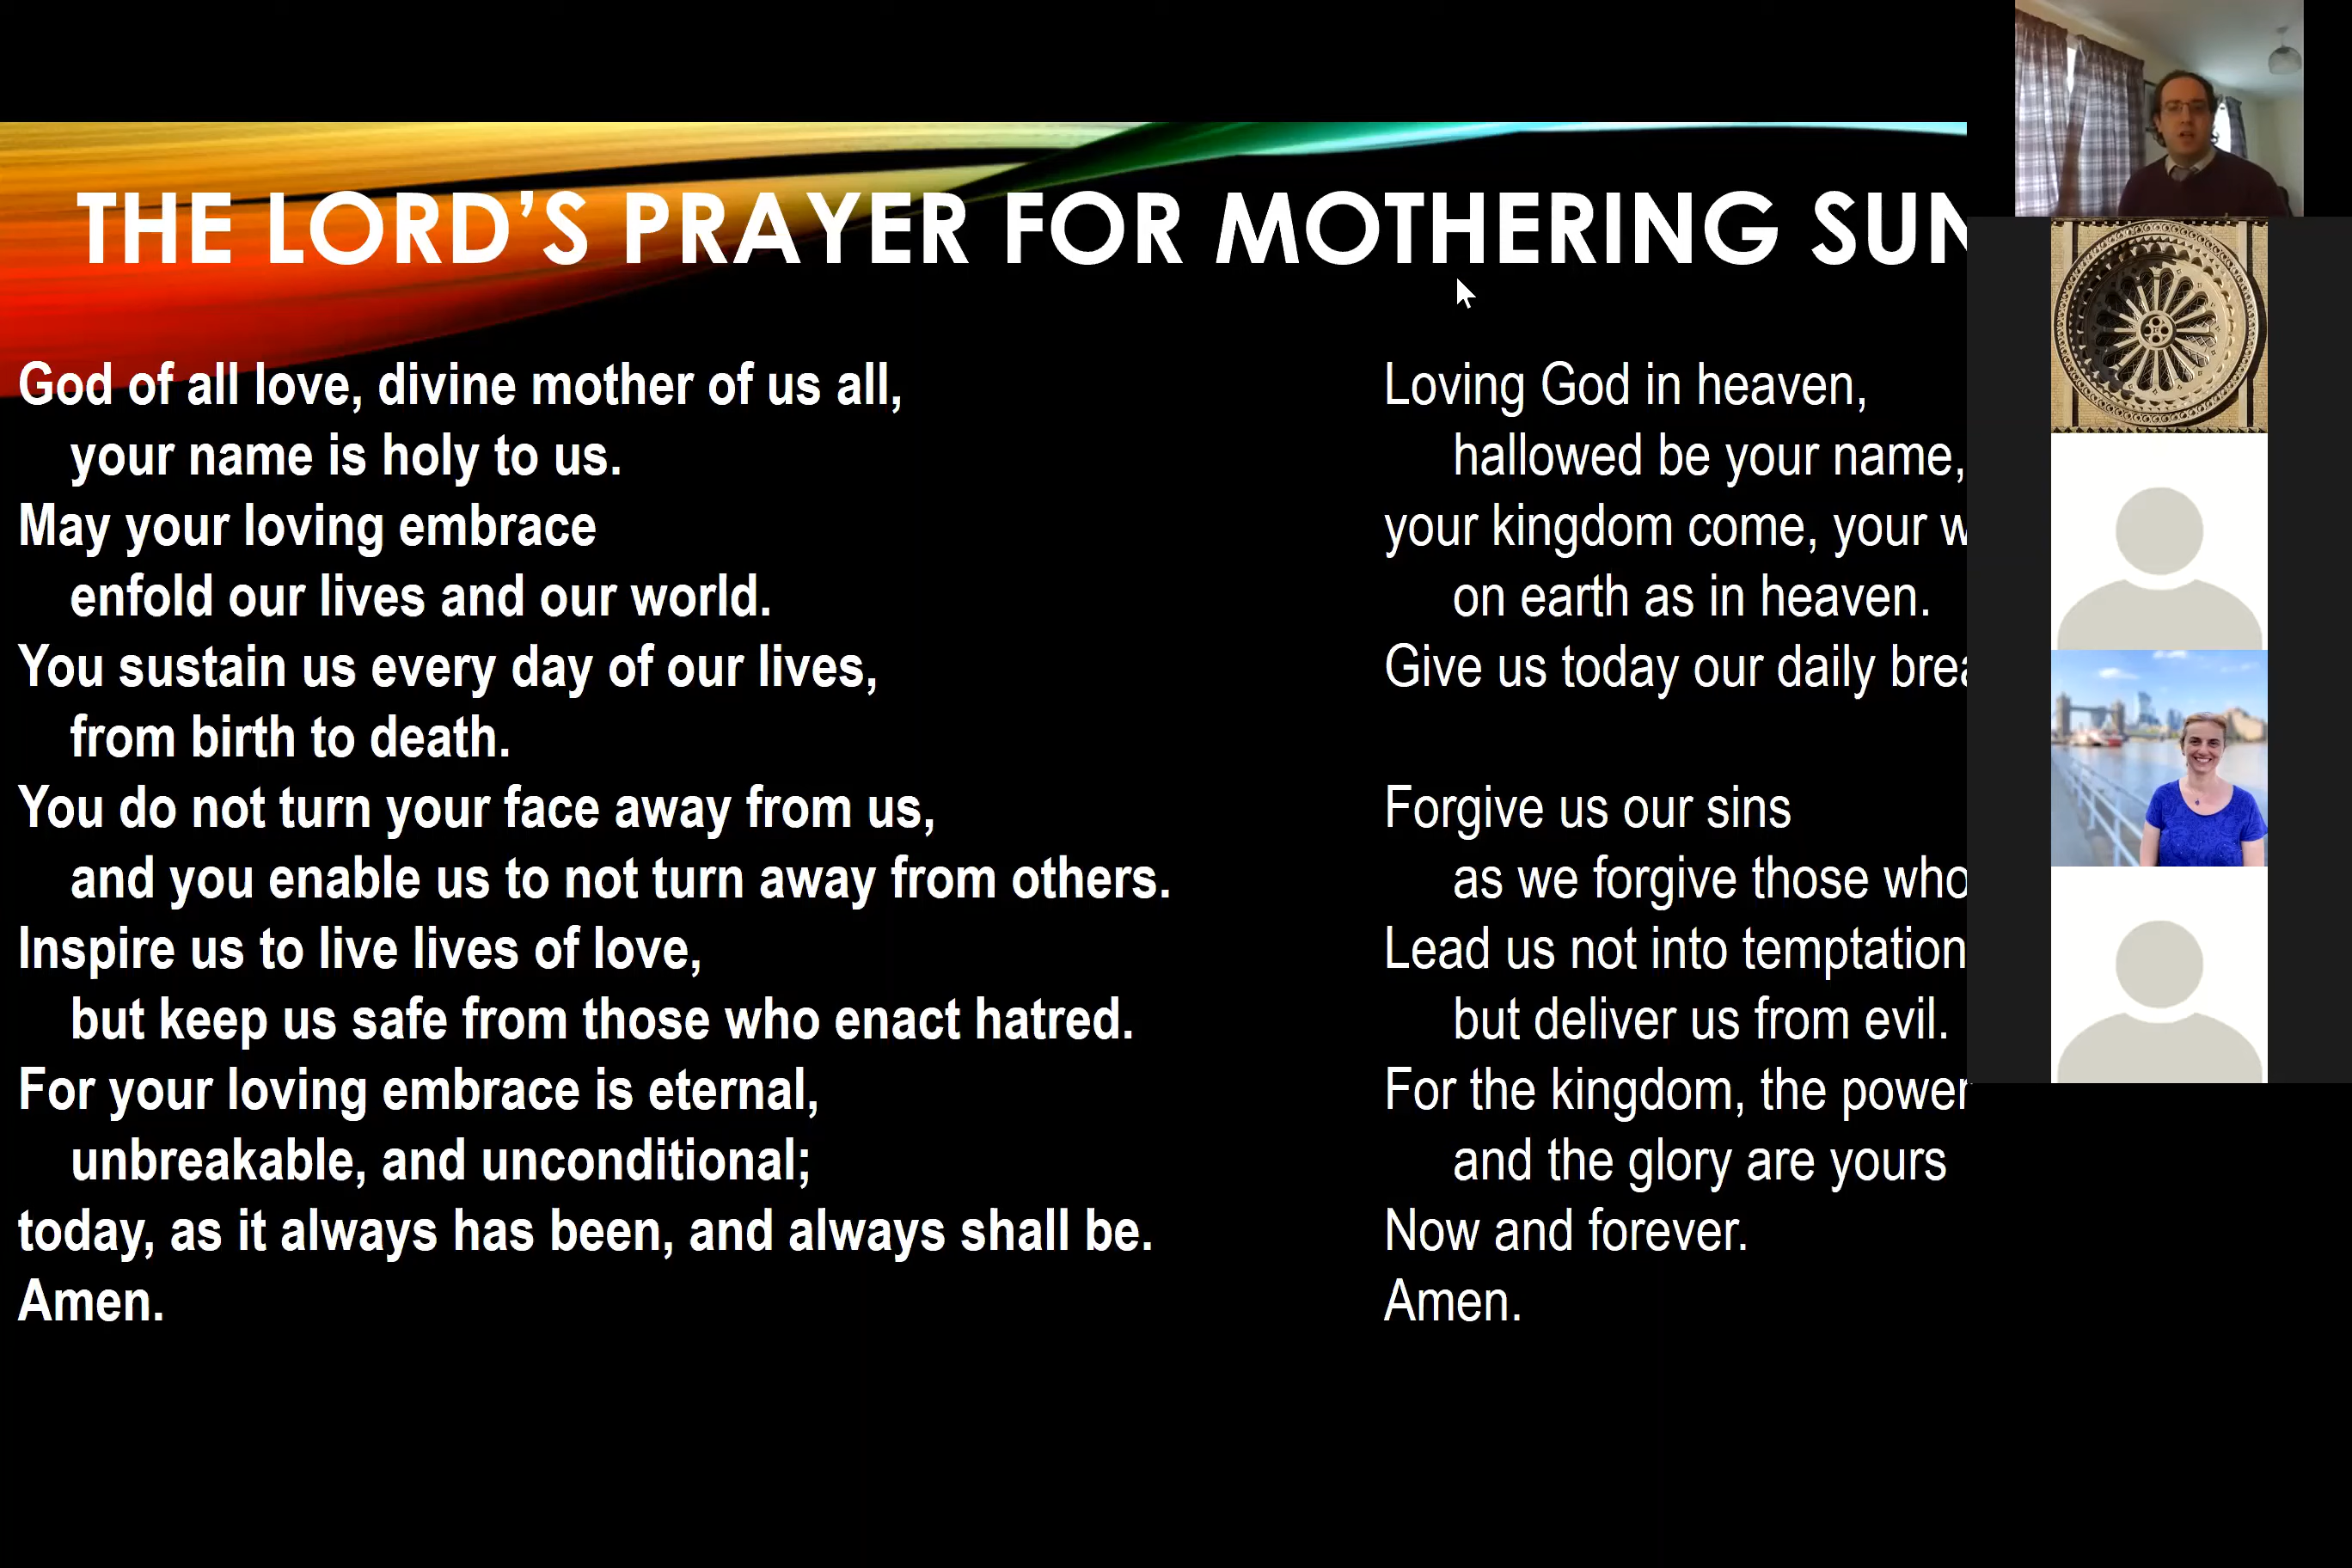 THE LORD'S PRAYER FOR MOTHERING
God of all love, divine mother of us all,
your name is holy to us.
May your loving embrace
enfold our lives and our world.
You sustain us every day of our lives,
from birth to death.
You do not turn your face away from us,
and you enable us to not turn away from others.
Inspire us to live lives of love,
but keep us safe from those who enact hatred.
For your loving embrace is eternal,
unbreakable, and unconditional;
today, as it always has been, and always shall be.
Amen.
Loving God in heaven,
hallowed be your name,
your kingdom come, your
on earth as in heaven.
Give us today our daily
Forgive us our sins
as we forgive those who
Lead us not into temptation
but deliver us from evil.
For the kingdom, the power
and the glory are yours
Now and forever.
Amen.